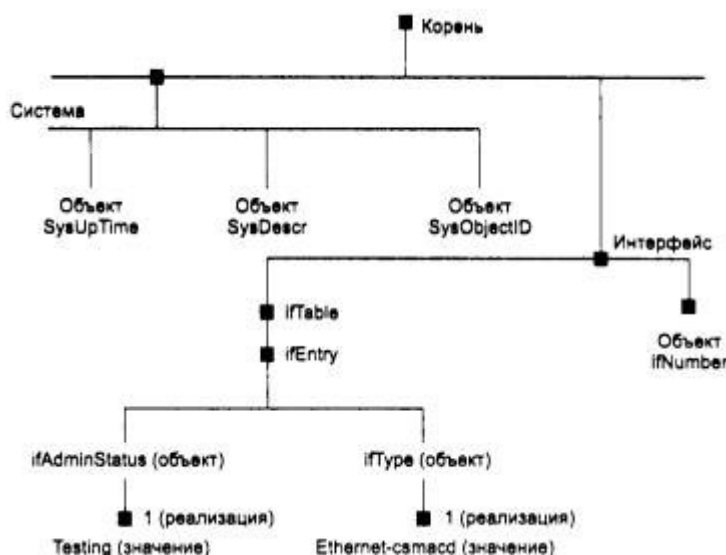 Корень
Система
Объект
SysUpTime
Объект
SysDescr
Объект
SysObjectID
Интерфейс
ifTable
ifEntry
Объект
ifNumber
ifAdminStatus (объект)
ifType (объект)
1 (реализация)
1 (реализация)
Testing (значение)
Ethernet-csmacd (значение)